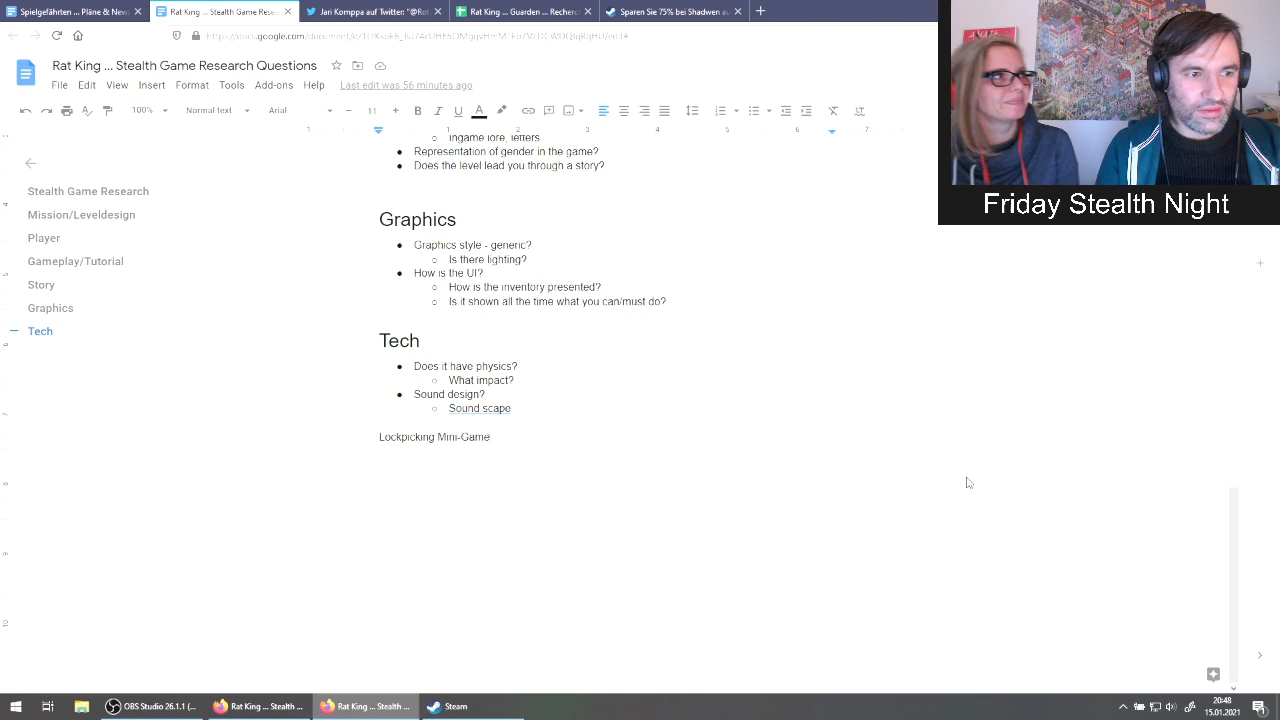 Spielgefährten ... Pläne & News
Rat King ... Stealth Game Rese
Jari Komppa auf Twitter: "@Rob
Rat King ... Guarden ... Recherc
Sparen Sie 75% bei Shadwen au
Rat King ... Stealth Game Research Questions
File Edit View Insert Format Tools Add-ons Help Last edit was 56 minutes ago
100% Normal text Arial 11
Stealth Game Research
Mission/Leveldesign
Player
Gameplay/Tutorial
Story
Graphics
Tech
Ingame lore, letters
Representation of gender in the game?
Does the level lead you through a story?
Graphics
Graphics style - generic?
Is there lighting?
How is the UI?
How is the inventory presented?
Is it shown all the time what you can/must do?
Tech
Does it have physics?
What impact?
Sound design?
Sound scape
Lockpicking Mini-Game
Friday Stealth Night
OBS Studio 26.1.1 (...
Rat King ... Stealth ...
Rat King ... Stealth ...
Steam
20:48
15.01.2021